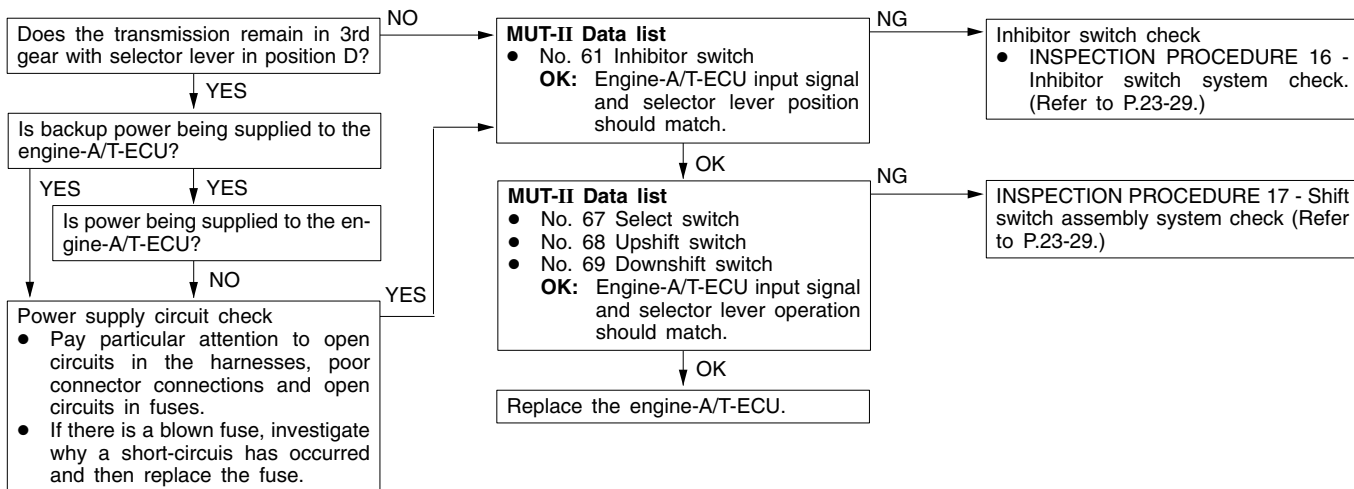 Does the transmission remain in 3rd
gear with selector lever in position D?
NO
YES
Is backup power being supplied to the
engine-A/T-ECU?
YES
YES
Is power being supplied to the en-
gine-A/T-ECU?
NO
Power supply circuit check
● Pay particular attention to open
circuits in the harnesses, poor
connector connections and open
circuits in fuses.
● If there is a blown fuse, investigate
why a short-circuis has occurred
and then replace the fuse.
YES
MUT-II Data list
● No. 61 Inhibitor switch
OK: Engine-A/T-ECU input signal
and selector lever position
should match.
NG
OK
MUT-II Data list
● No. 67 Select switch
● No. 68 Upshift switch
● No. 69 Downshift switch
OK: Engine-A/T-ECU input signal
and selector lever operation
should match.
NG
OK
Replace the engine-A/T-ECU.
Inhibitor switch check
● INSPECTION PROCEDURE 16 -
Inhibitor switch system check.
(Refer to P.23-29.)
INSPECTION PROCEDURE 17 - Shift
switch assembly system check (Refer
to P.23-29.)